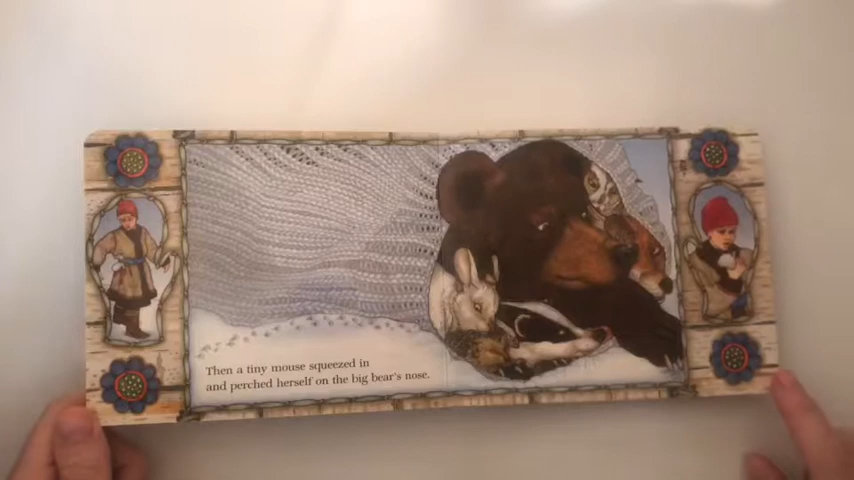 Then a tiny mouse squeezed in
and perched herself on the big bear's nose.